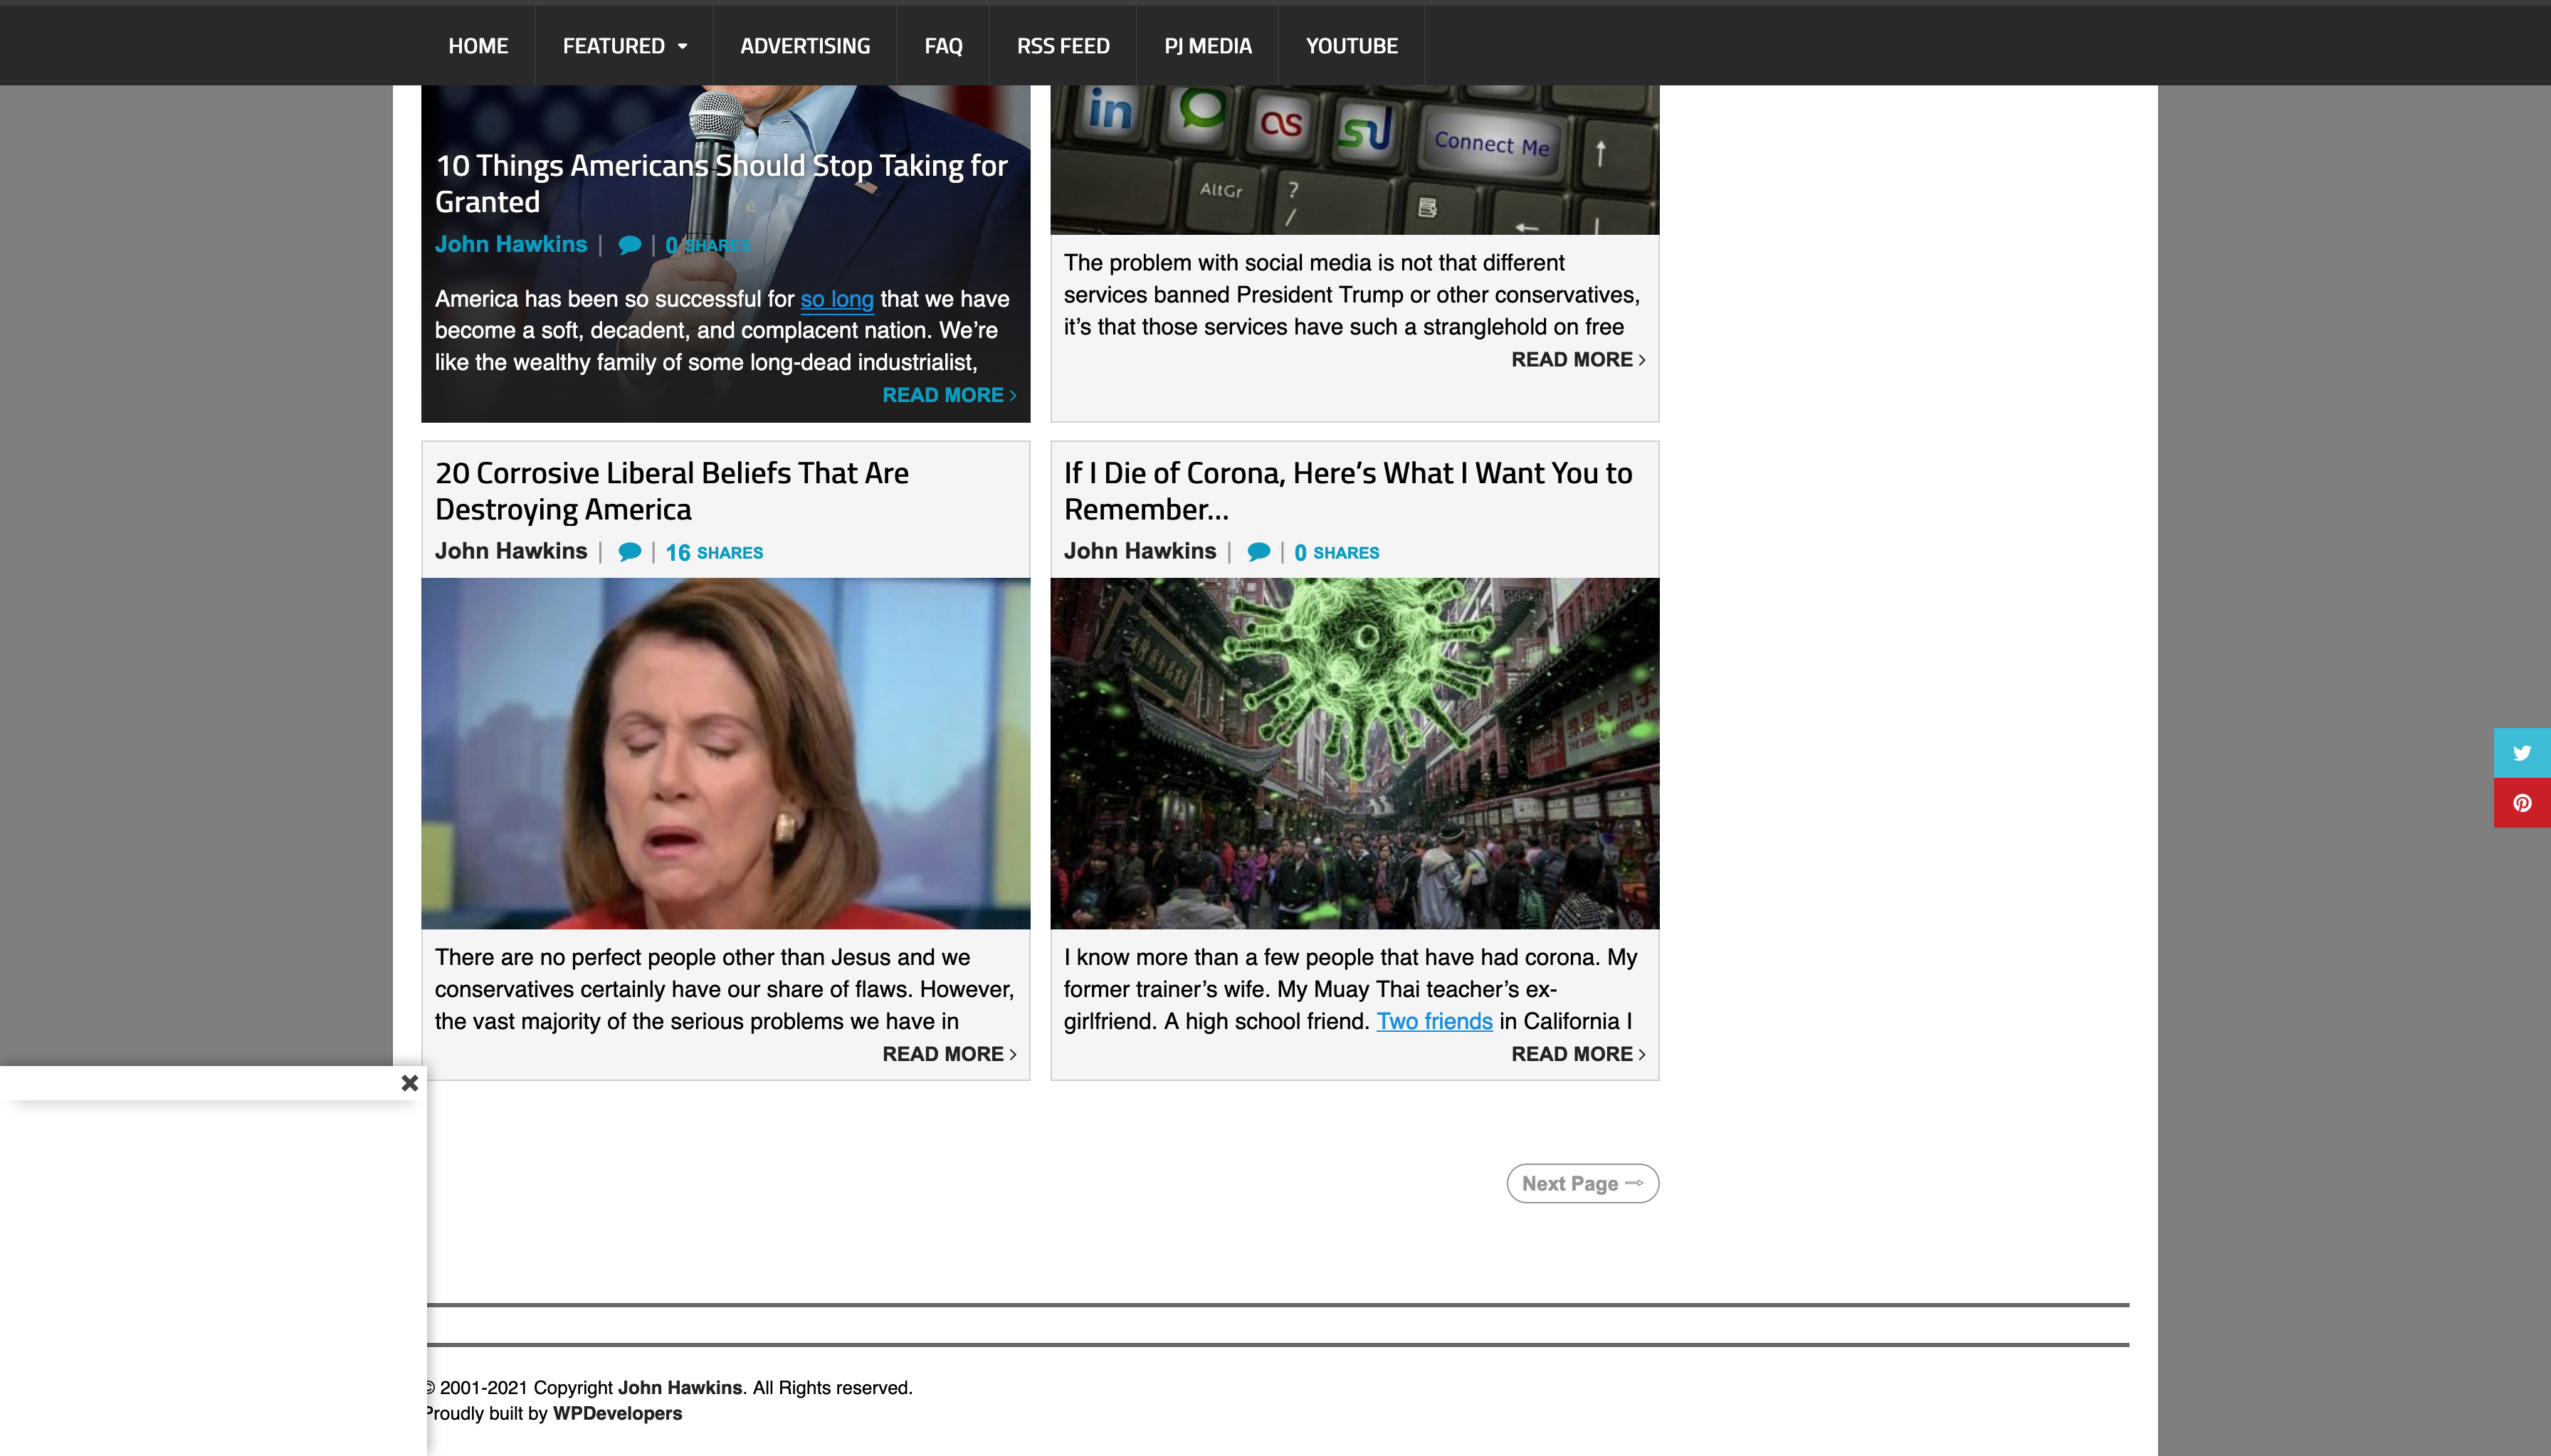 HOME
FEATURED
ADVERTISING
FAQ
RSS FEED
PJ MEDIA
YOUTUBE
10 Things Americans Should Stop Taking for
Granted
John Hawkins | | 0 SHARES
America has been so successful for so long that we have
become a soft, decadent, and complacent nation. We’re
like the wealthy family of some long-dead industrialist,
READ MORE
in
as
Connect Me
AltGr
?
/
The problem with social media is not that different
services banned President Trump or other conservatives,
it’s that those services have such a stranglehold on free
READ MORE
20 Corrosive Liberal Beliefs That Are
Destroying America
John Hawkins | | 16 SHARES
There are no perfect people other than Jesus and we
conservatives certainly have our share of flaws. However,
the vast majority of the serious problems we have in
READ MORE
If I Die of Corona, Here’s What I Want You to
Remember...
John Hawkins | | 0 SHARES
I know more than a few people that have had corona. My
former trainer’s wife. My Muay Thai teacher’s ex-
girlfriend. A high school friend. Two friends in California I
READ MORE
Next Page
© 2001-2021 Copyright John Hawkins. All Rights reserved.
Proudly built by WPDevelopers